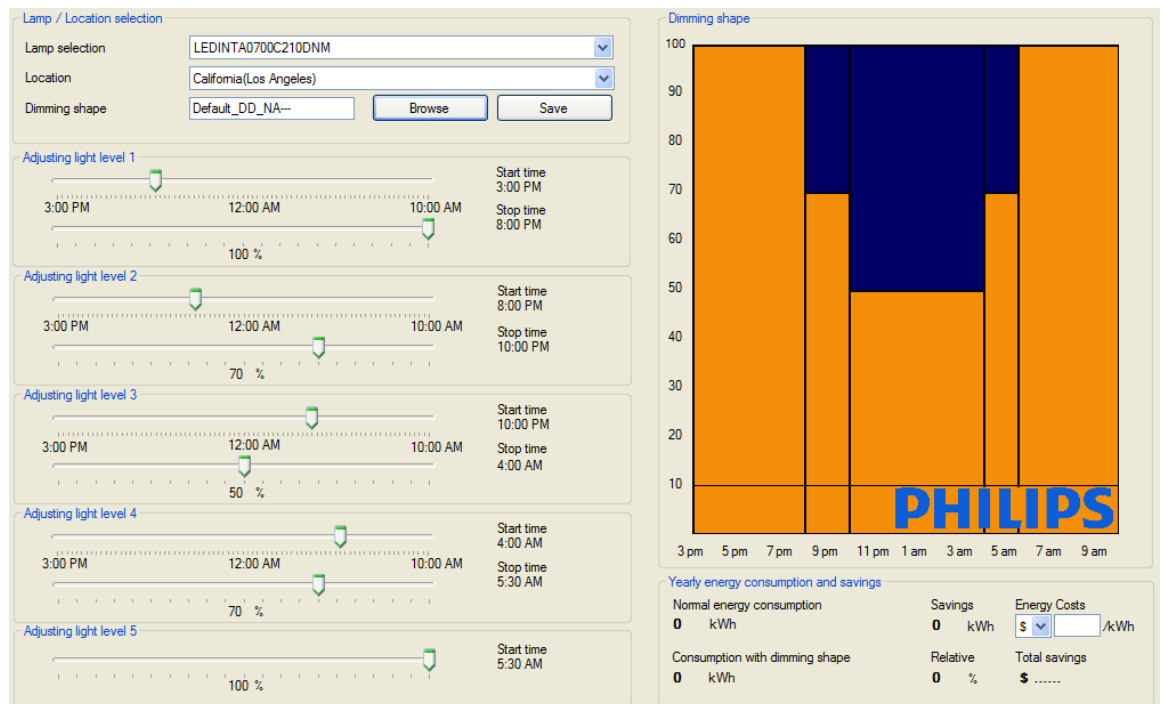 Lamp / Location selection
Lamp selection LEDINTA0700C210DNM
Location California(Los Angeles)
Dimming shape Default_DD_NA--- Browse Save
Adjusting light level 1
Start time
3:00 PM
3:00 PM 12:00 AM 10:00 AM
Stop time
8:00 PM
100 %
Adjusting light level 2
Start time
8:00 PM
3:00 PM 12:00 AM 10:00 AM
Stop time
10:00 PM
70 %
Adjusting light level 3
Start time
10:00 PM
3:00 PM 12:00 AM 10:00 AM
Stop time
4:00 AM
50 %
Adjusting light level 4
Start time
4:00 AM
3:00 PM 12:00 AM 10:00 AM
Stop time
5:30 AM
70 %
Adjusting light level 5
Start time
5:30 AM
100 %
Dimming shape
100
90
80
70
60
50
40
30
20
10
PHILIPS
3 pm 5 pm 7 pm 9 pm 11 pm 1 am 3 am 5 am 7 am 9 am
Yearly energy consumption and savings
Normal energy consumption Savings Energy Costs
0 kWh 0 kWh $ /kWh
Consumption with dimming shape Relative Total savings
0 kWh 0 % $ ......